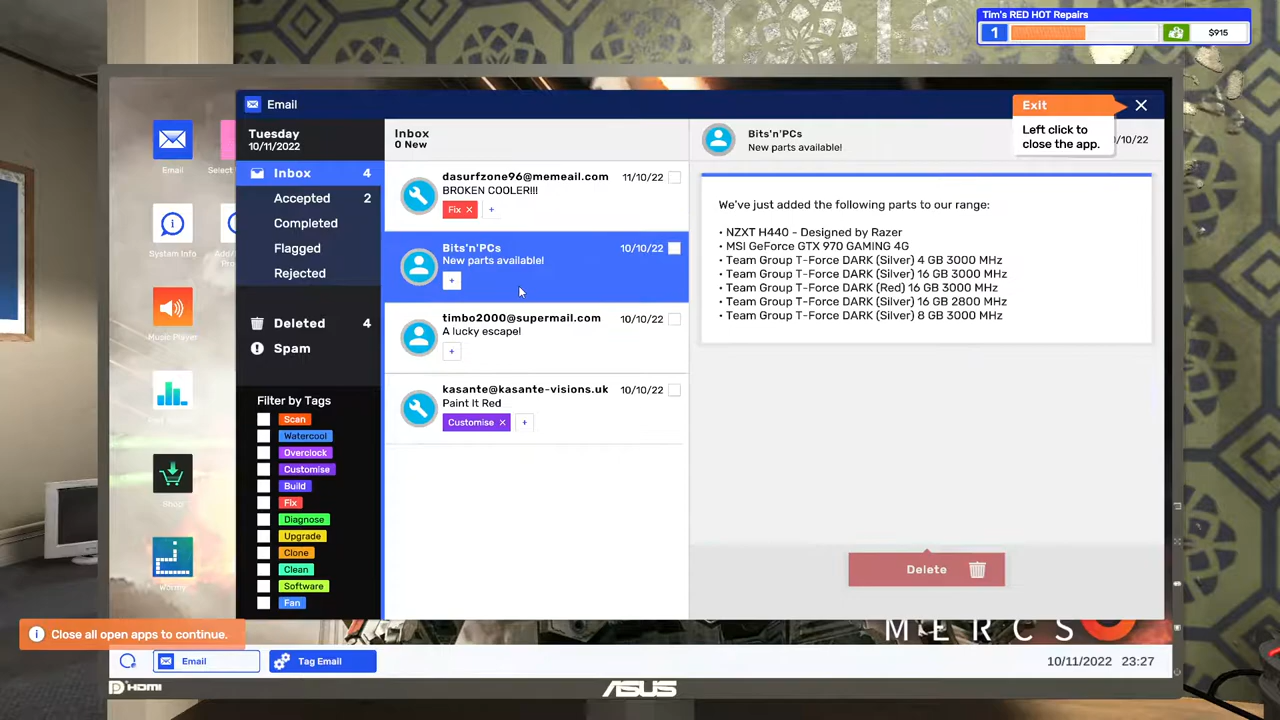 Tim's RED HOT Repairs
1
$915
Email
Exit
Left click to
close the app.
Tuesday
10/11/2022
Inbox 4
Accepted 2
Completed
Flagged
Rejected
Deleted 4
Spam
Filter by Tags
Scan
Watercool
Overclock
Customise
Build
Fix
Diagnose
Upgrade
Clone
Clean
Software
Fan
Inbox
0 New
dasurfzone96@memeail.com 11/10/22
BROKEN COOLER!!!
Fix × +
Bits'n'PCs 10/10/22
New parts available!
+
timbo2000@supermail.com 10/10/22
A lucky escape!
+
kasante@kasante-visions.uk 10/10/22
Paint It Red
Customise × +
Bits'n'PCs
New parts available! /10/22
We've just added the following parts to our range:
• NZXT H440 - Designed by Razer
• MSI GeForce GTX 970 GAMING 4G
• Team Group T-Force DARK (Silver) 4 GB 3000 MHz
• Team Group T-Force DARK (Silver) 16 GB 3000 MHz
• Team Group T-Force DARK (Red) 16 GB 3000 MHz
• Team Group T-Force DARK (Silver) 16 GB 2800 MHz
• Team Group T-Force DARK (Silver) 8 GB 3000 MHz
Delete
Email
System Info
Music Player
Shop
Close all open apps to continue.
MERCS
Email
Tag Email
10/11/2022 23:27
HDMI
ASUS